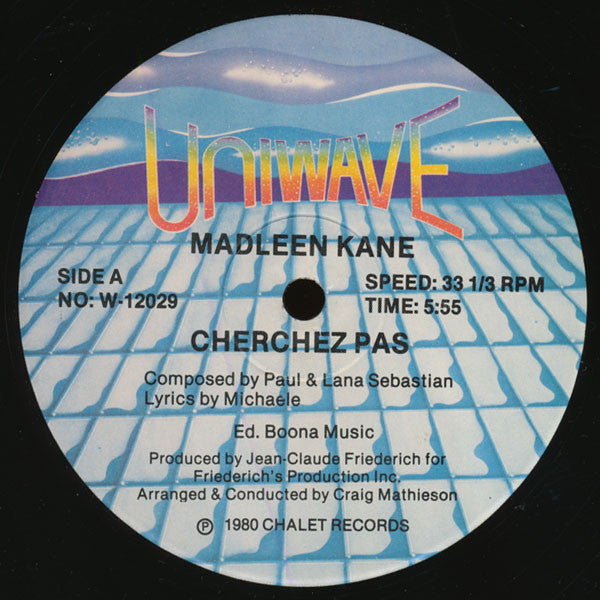 UNIWAVE
MADLEEN KANE
SIDE A
NO: W-12029
SPEED: 33 1/3 RPM
TIME: 5:55
CHERCHEZ PAS
Composed by Paul & Lana Sebastian
Lyrics by Michaéle
Ed. Boona Music
Produced by Jean-Claude Friederich for
Friederich's Production Inc.
Arranged & Conducted by Craig Mathieson
℗ 1980 CHALET RECORDS